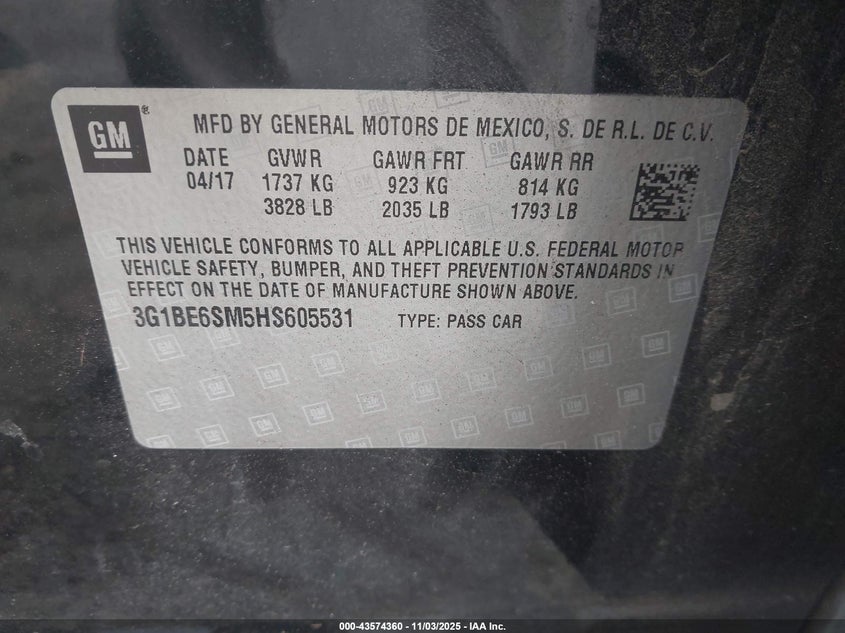 GM ®
MFD BY GENERAL MOTORS DE MEXICO, S. DE R.L. DE C.V.
DATE GVWR GAWR FRT GAWR RR
04/17 1737 KG 923 KG 814 KG
3828 LB 2035 LB 1793 LB
THIS VEHICLE CONFORMS TO ALL APPLICABLE U.S. FEDERAL MOTOR
VEHICLE SAFETY, BUMPER, AND THEFT PREVENTION STANDARDS IN
EFFECT ON THE DATE OF MANUFACTURE SHOWN ABOVE.
3G1BE6SM5HS605531 TYPE: PASS CAR
000-43574360 - 11/03/2025 - IAA Inc.